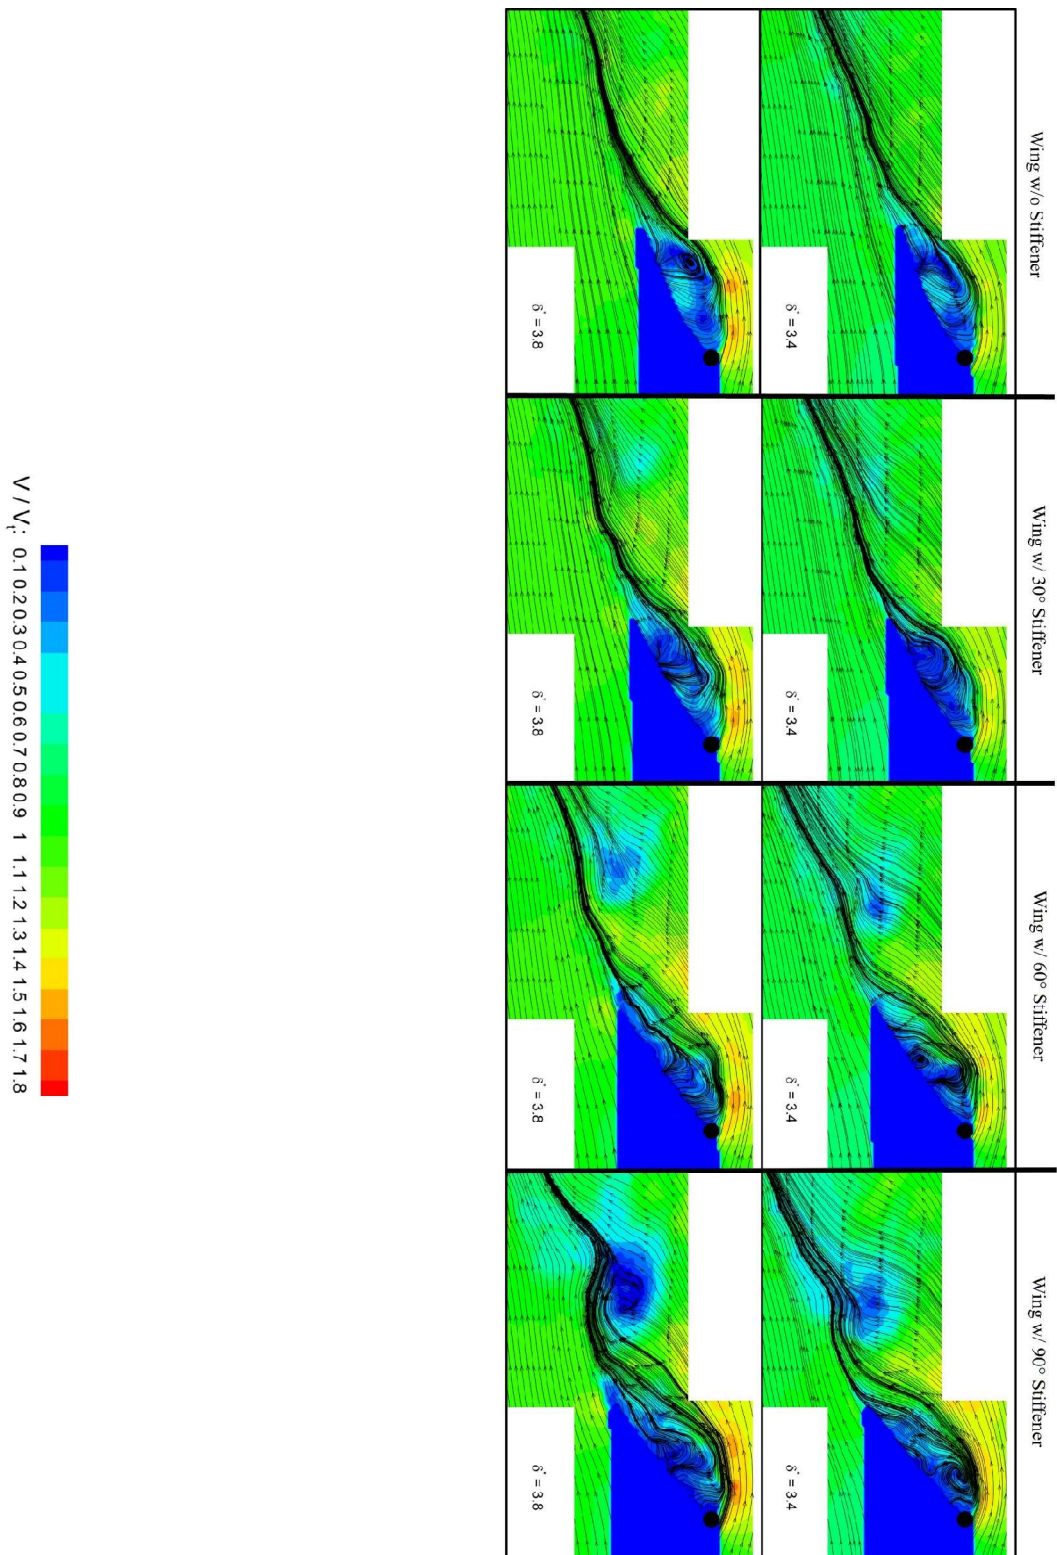 Wing w/o Stiffener
Wing w/ 30° Stiffener
Wing w/ 60° Stiffener
Wing w/ 90° Stiffener
δ* = 3.4
δ* = 3.4
δ* = 3.4
δ* = 3.4
δ* = 3.8
δ* = 3.8
δ* = 3.8
δ* = 3.8
V / Vt: 0.1 0.2 0.3 0.4 0.5 0.6 0.7 0.8 0.9 1 1.1 1.2 1.3 1.4 1.5 1.6 1.7 1.8